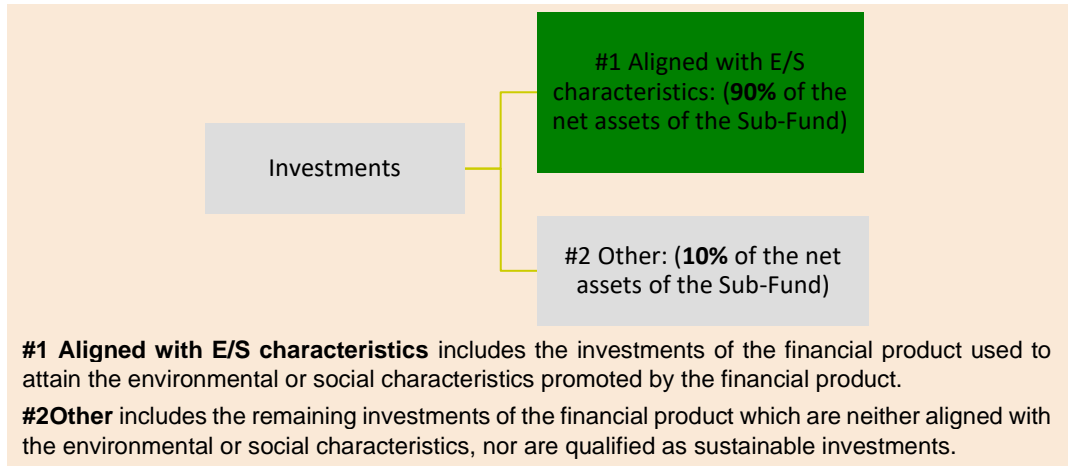 #1 Aligned with E/S
characteristics: (90% of the
net assets of the Sub-Fund)
Investments
#2 Other: (10% of the net
assets of the Sub-Fund)
#1 Aligned with E/S characteristics includes the investments of the financial product used to
attain the environmental or social characteristics promoted by the financial product.
#2Other includes the remaining investments of the financial product which are neither aligned with
the environmental or social characteristics, nor are qualified as sustainable investments.